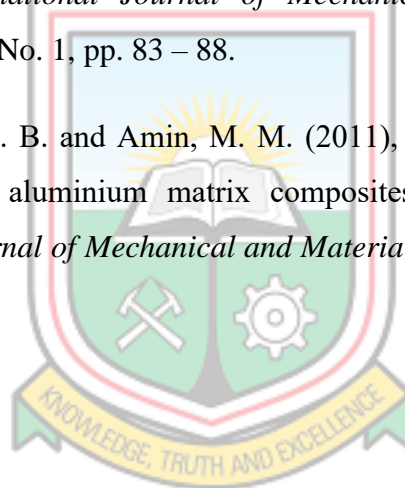 national Journal of Mechanic
No. 1, pp. 83 – 88.
. B. and Amin, M. M. (2011),
aluminium matrix composites
rnal of Mechanical and Materia
KNOWLEDGE, TRUTH AND EXCELLENCE